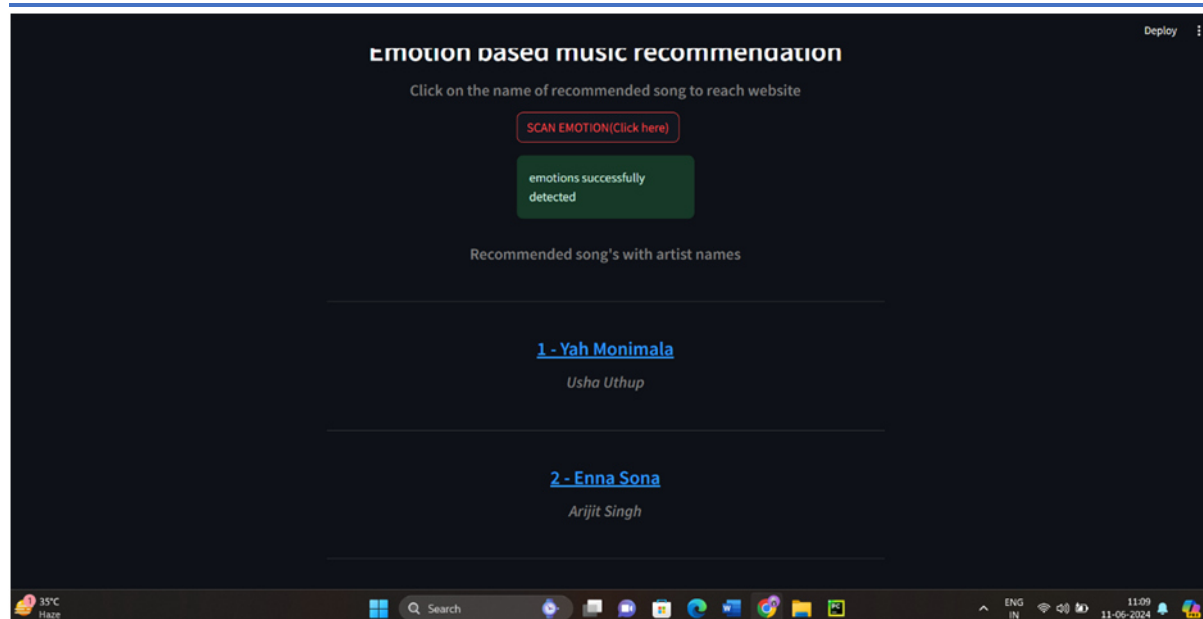 Deploy
Emotion based music recommendation
Click on the name of recommended song to reach website
SCAN EMOTION(Click here)
emotions successfully
detected
Recommended song's with artist names
1 - Yah Monimala
Usha Uthup
2 - Enna Sona
Arijit Singh
1
35°C
Haze
Search
ENG
IN
11:09
11-06-2024